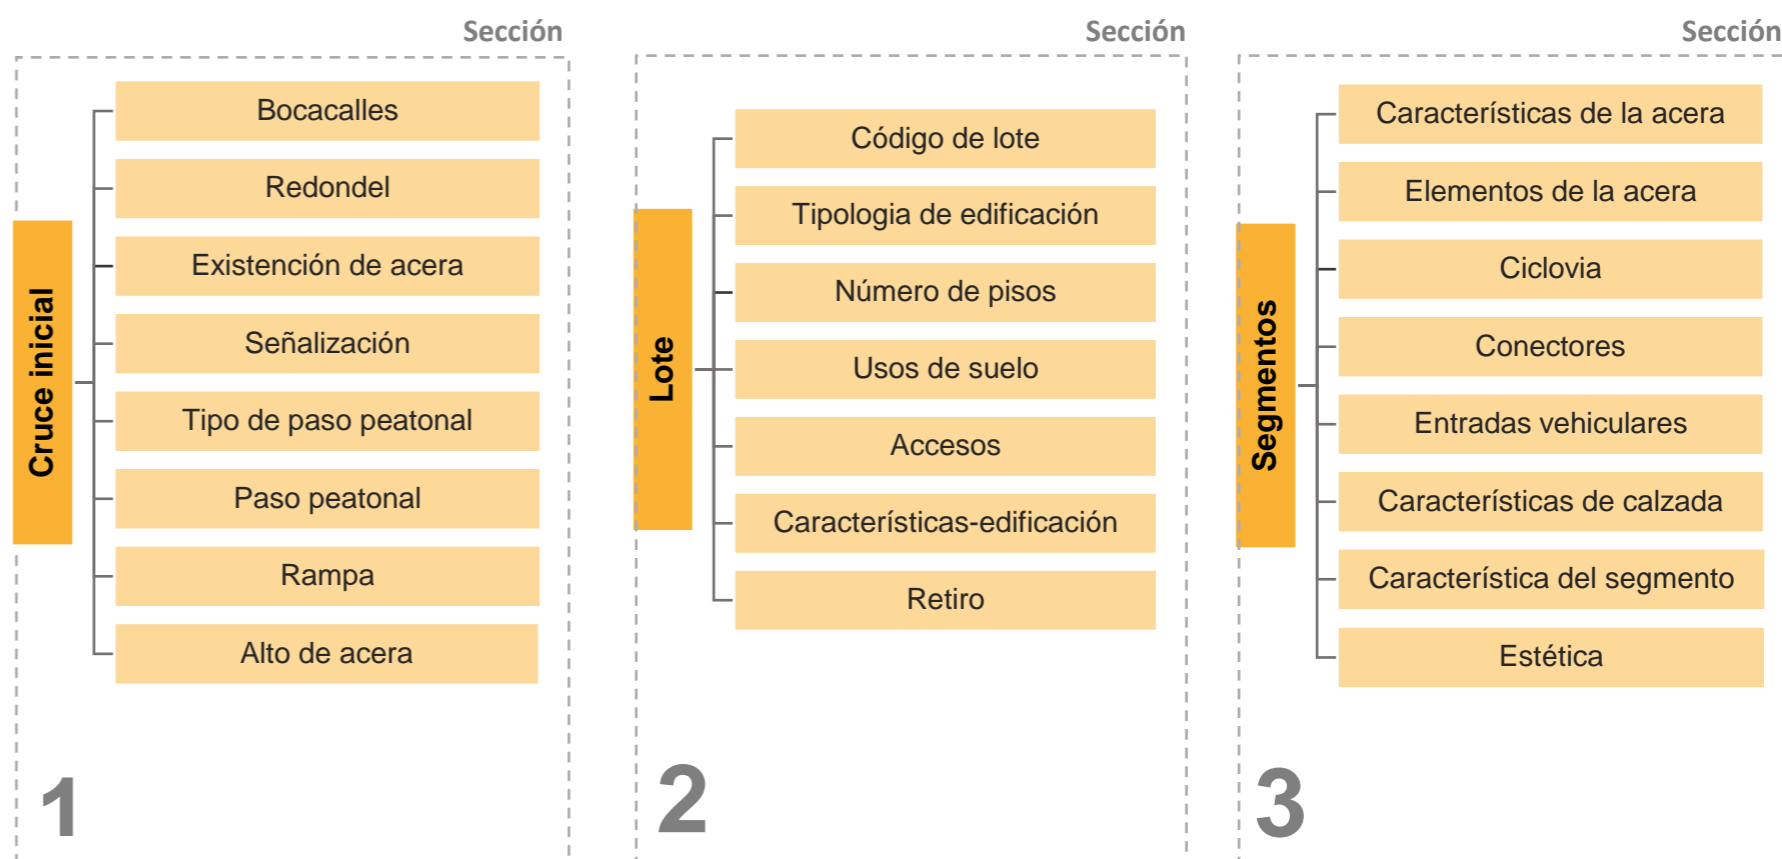 Sección
Cruce inicial
Bocacalles
Redondel
Existención de acera
Señalización
Tipo de paso peatonal
Paso peatonal
Rampa
Alto de acera
1
Sección
Lote
Código de lote
Tipologia de edificación
Número de pisos
Usos de suelo
Accesos
Características-edificación
Retiro
2
Sección
Segmentos
Características de la acera
Elementos de la acera
Ciclovia
Conectores
Entradas vehiculares
Características de calzada
Característica del segmento
Estética
3